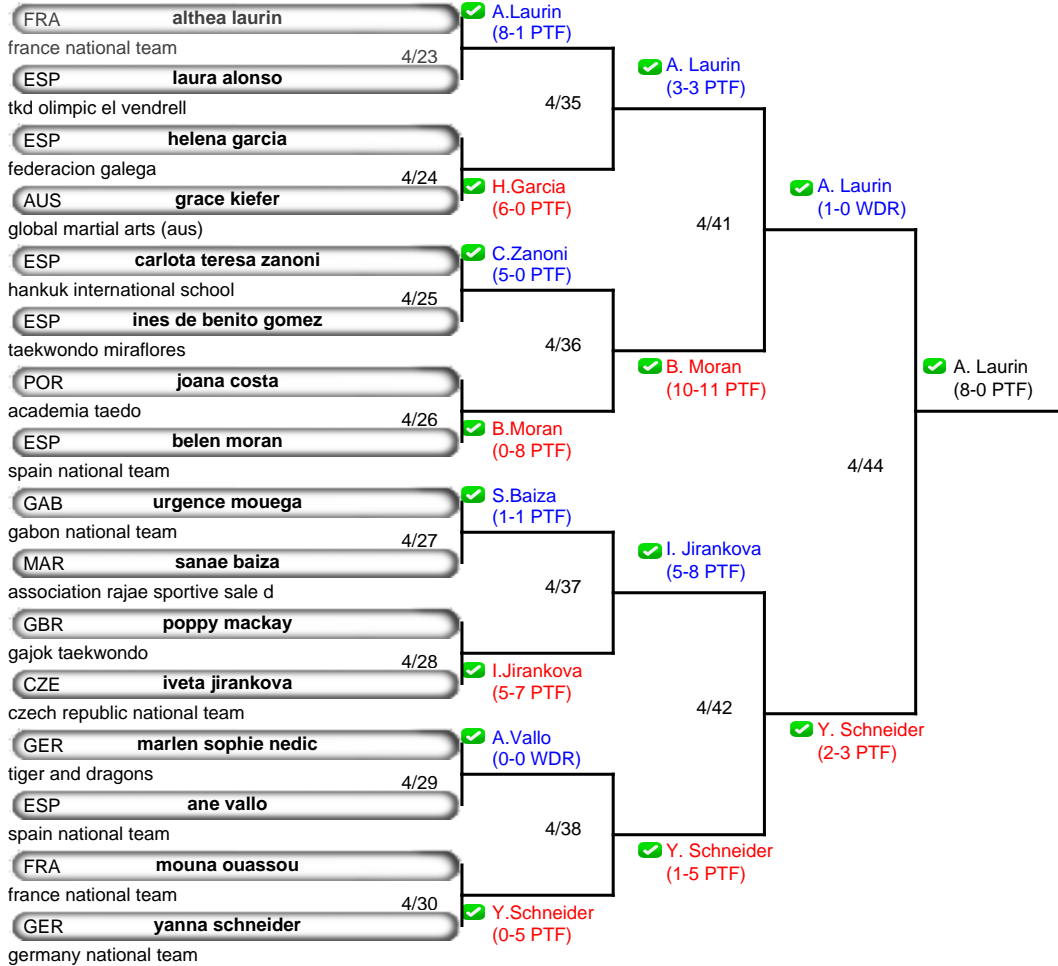 FRA althea laurin
france national team
4/23
ESP laura alonso
tkd olimpic el vendrell
ESP helena garcia
federacion galega
4/24
AUS grace kiefer
global martial arts (aus)
ESP carlota teresa zanoni
hankuk international school
4/25
ESP ines de benito gomez
taekwondo miraflores
POR joana costa
academia taedo
4/26
ESP belen moran
spain national team
GAB urgence mouega
gabon national team
4/27
MAR sanae baiza
association rajae sportive sale d
GBR poppy mackay
gajok taekwondo
4/28
CZE iveta jirankova
czech republic national team
GER marlen sophie nedic
tiger and dragons
4/29
ESP ane vallo
spain national team
FRA mouna ouassou
france national team
4/30
GER yanna schneider
germany national team
A.Laurin
(8-1 PTF)
4/35
H.Garcia
(6-0 PTF)
C.Zanoni
(5-0 PTF)
4/36
B.Moran
(0-8 PTF)
S.Baiza
(1-1 PTF)
4/37
I.Jirankova
(5-7 PTF)
A.Vallo
(0-0 WDR)
4/38
Y.Schneider
(0-5 PTF)
A. Laurin
(3-3 PTF)
4/41
B. Moran
(10-11 PTF)
I. Jirankova
(5-8 PTF)
4/42
Y. Schneider
(1-5 PTF)
A. Laurin
(1-0 WDR)
4/44
Y. Schneider
(2-3 PTF)
A. Laurin
(8-0 PTF)